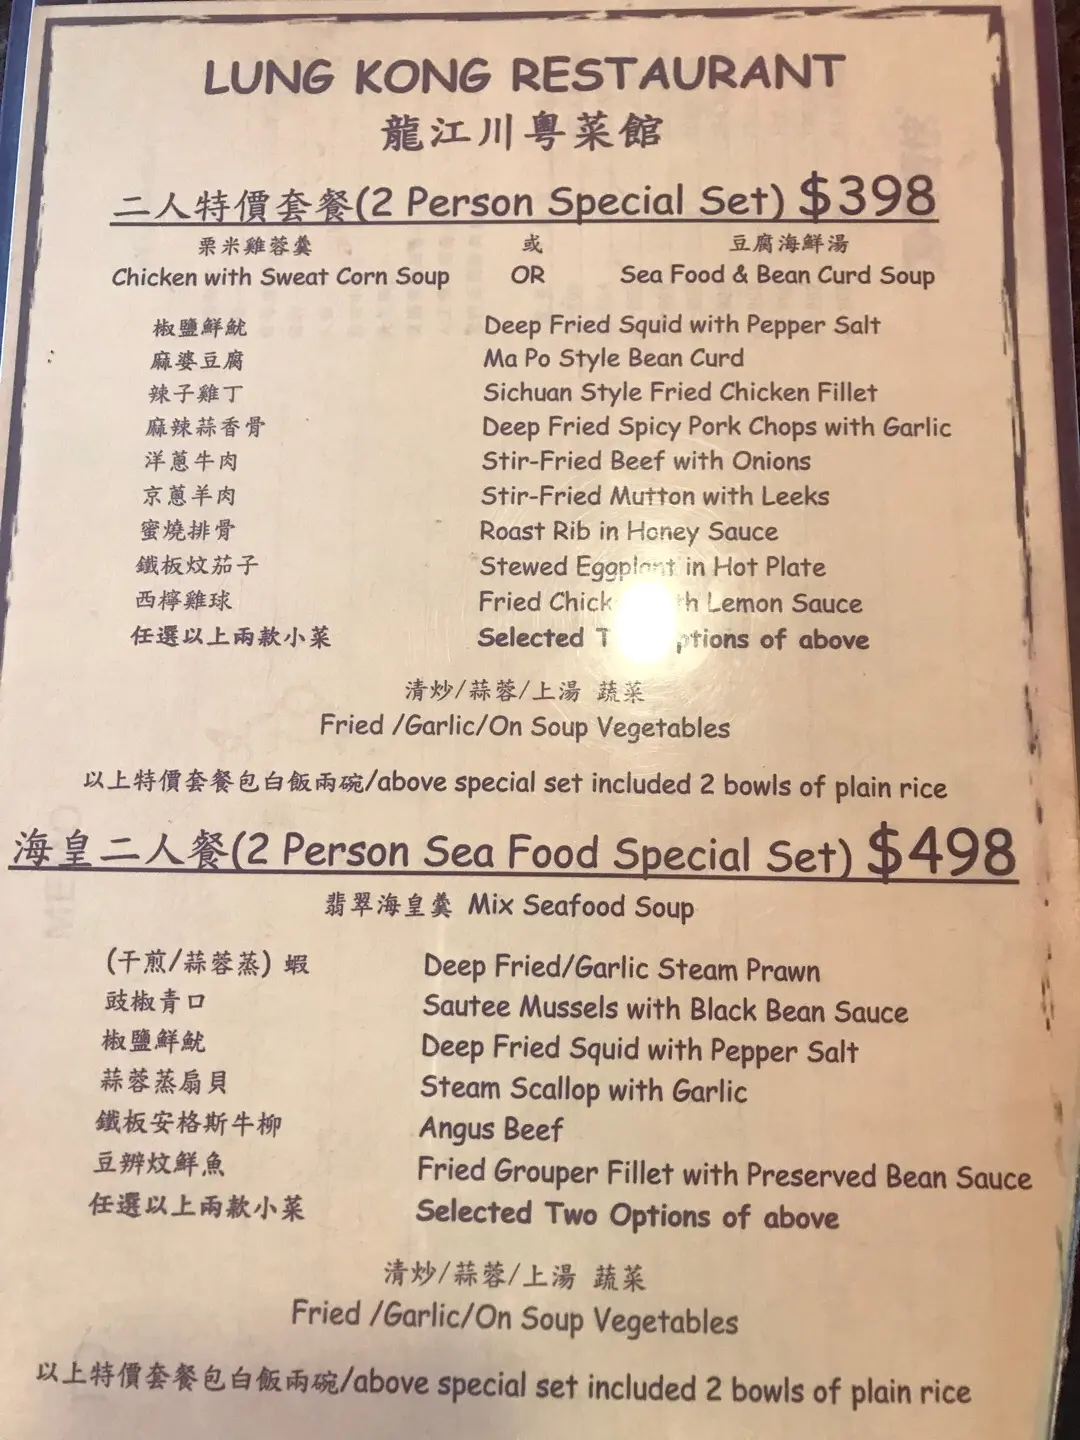 LUNG KONG RESTAURANT
龍江川粵菜館
二人特價套餐(2 Person Special Set) $398
栗米雞蓉羹 或 豆腐海鮮湯
Chicken with Sweat Corn Soup OR Sea Food & Bean Curd Soup
椒鹽鮮魷 Deep Fried Squid with Pepper Salt
麻婆豆腐 Ma Po Style Bean Curd
辣子雞丁 Sichuan Style Fried Chicken Fillet
麻辣蒜香骨 Deep Fried Spicy Pork Chops with Garlic
洋蔥牛肉 Stir-Fried Beef with Onions
京蔥羊肉 Stir-Fried Mutton with Leeks
蜜燒排骨 Roast Rib in Honey Sauce
鐵板炆茄子 Stewed Eggplant in Hot Plate
西檸雞球 Fried Lemon Sauce
任選以上兩款小菜 Selected of above
清炒/蒜蓉/上湯 蔬菜
Fried /Garlic/On Soup Vegetables
以上特價套餐包白飯兩碗/above special set included 2 bowls of plain rice
海皇二人餐(2 Person Sea Food Special Set) $498
翡翠海皇羹 Mix Seafood Soup
(干煎/蒜蓉蒸) 蝦 Deep Fried/Garlic Steam Prawn
豉椒青口 Sautee Mussels with Black Bean Sauce
椒鹽鮮魷 Deep Fried Squid with Pepper Salt
蒜蓉蒸扇貝 Steam Scallop with Garlic
鐵板安格斯牛柳 Angus Beef
豆辨炆鮮魚 Fried Grouper Fillet with Preserved Bean Sauce
任選以上兩款小菜 Selected Two Options of above
清炒/蒜蓉/上湯 蔬菜
Fried /Garlic/On Soup Vegetables
以上特價套餐包白飯兩碗/above special set included 2 bowls of plain rice